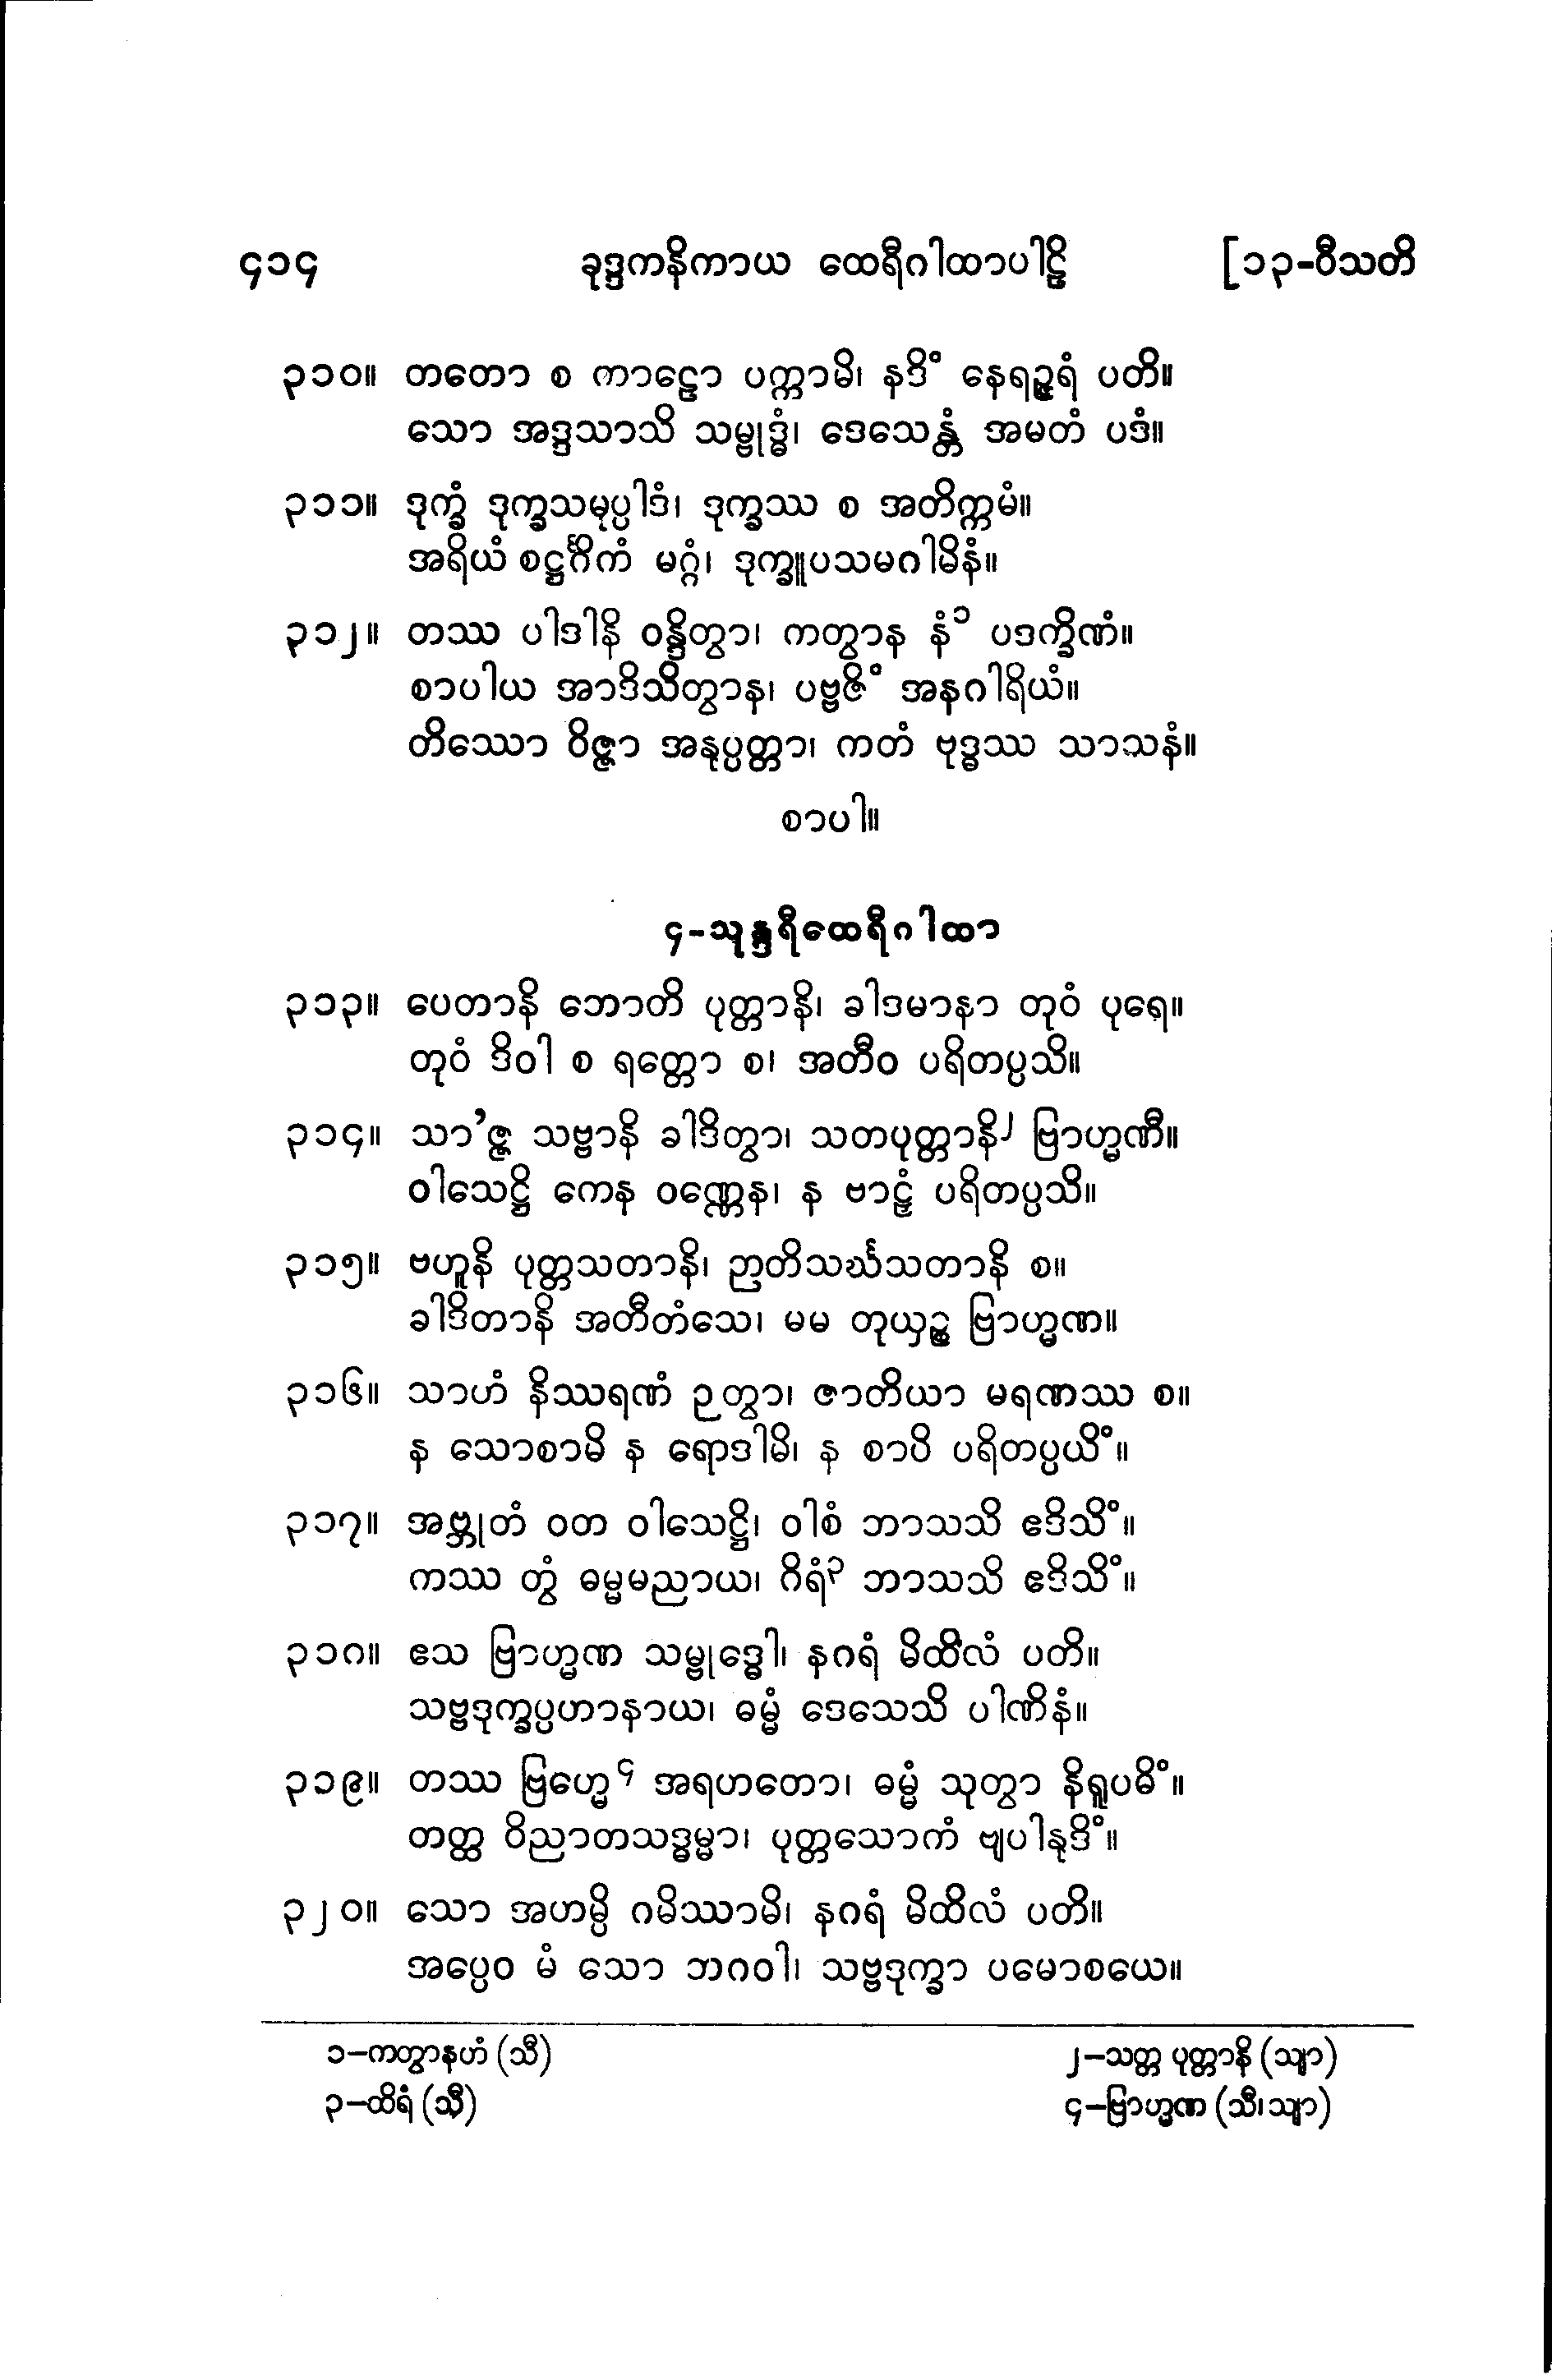 ၄၁၄ ခုဒ္ဒကနိကာယ ထေရီဂါထာပါဠိ [၁၃-ဝီသတိ
၃၁၀။ တတော စ ကာဠော ပက္ကာမိ၊ နဒိံ နေရဉ္ဇရံ ပတိ။
သော အဒ္ဒသာသိ သမ္ဗုဒ္ဓံ၊ ဒေသေန္တံ အမတံ ပဒံ။
၃၁၁။ ဒုက္ခံ ဒုက္ခသမုပ္ပါဒံ၊ ဒုက္ခဿ စ အတိက္ကမံ။
အရိယံ စဋ္ဌင်္ဂိကံ မဂ္ဂံ၊ ဒုက္ခူပသမဂါမိနံ။
၃၁၂။ တဿ ပါဒါနိ ဝန္ဒိတွာ၊ ကတွာန နံ၁ ပဒက္ခိဏံ။
စာပါယ အာဒိသိတွာန၊ ပဗ္ဗဇိံ အနဂါရိယံ။
တိဿော ဝိဇ္ဇာ အနုပ္ပတ္တာ၊ ကတံ ဗုဒ္ဓဿ သာသနံ။
စာပါ။
၄-သုန္ဒရီထေရီဂါထာ
၃၁၃။ ပေတာနိ ဘောတိ ပုတ္တာနိ၊ ခါဒမာနာ တုဝံ ပုရေ။
တုဝံ ဒိဝါ စ ရတ္တော စ၊ အတီဝ ပရိတပ္ပသိ။
၃၁၄။ သာ’ဇ္ဇ သဗ္ဗာနိ ခါဒိတွာ၊ သတပုတ္တာနိ၂ ဗြာဟ္မဏီ။
ဝါသေဋ္ဌိ ကေန ဝဏ္ဏေန၊ န ဗာဠှံ ပရိတပ္ပသိ။
၃၁၅။ ဗဟူနိ ပုတ္တသတာနိ၊ ဉာတိသင်္ဃသတာနိ စ။
ခါဒိတာနိ အတီတံသေ၊ မမ တုယှဉ္စ ဗြာဟ္မဏ။
၃၁၆။ သာဟံ နိဿရဏံ ဉတွာ၊ ဇာတိယာ မရဏဿ စ။
န သောစာမိ န ရောဒါမိ၊ န စာပိ ပရိတပ္ပယိံ။
၃၁၇။ အဗ္ဘုတံ ဝတ ဝါသေဋ္ဌိ၊ ဝါစံ ဘာသသိ ဧဒိသိံ။
ကဿ တွံ ဓမ္မမညာယ၊ ဂိရံ၃ ဘာသသိ ဧဒိသိံ။
၃၁၈။ ဧသ ဗြာဟ္မဏ သမ္ဗုဒ္ဓေါ၊ နဂရံ မိထိလံ ပတိ။
သဗ္ဗဒုက္ခပ္ပဟာနာယ၊ ဓမ္မံ ဒေသေသိ ပါဏိနံ။
၃၁၉။ တဿ ဗြဟ္မေ၄ အရဟတော၊ ဓမ္မံ သုတွာ နိရူပဓိံ။
တတ္ထ ဝိညာတသဒ္ဓမ္မာ၊ ပုတ္တသောကံ ဗျပါနုဒိံ။
၃၂၀။ သော အဟမ္ပိ ဂမိဿာမိ၊ နဂရံ မိထိလံ ပတိ။
အပ္ပေဝ မံ သော ဘဂဝါ၊ သဗ္ဗဒုက္ခာ ပမောစယေ။
၁–ကတွာနဟံ (သီ) ၂–သတ္တ ပုတ္တာနိ (သျာ)
၃–ထိရံ (သီ) ၄–ဗြာဟ္မဏ (သီ၊ သျာ)